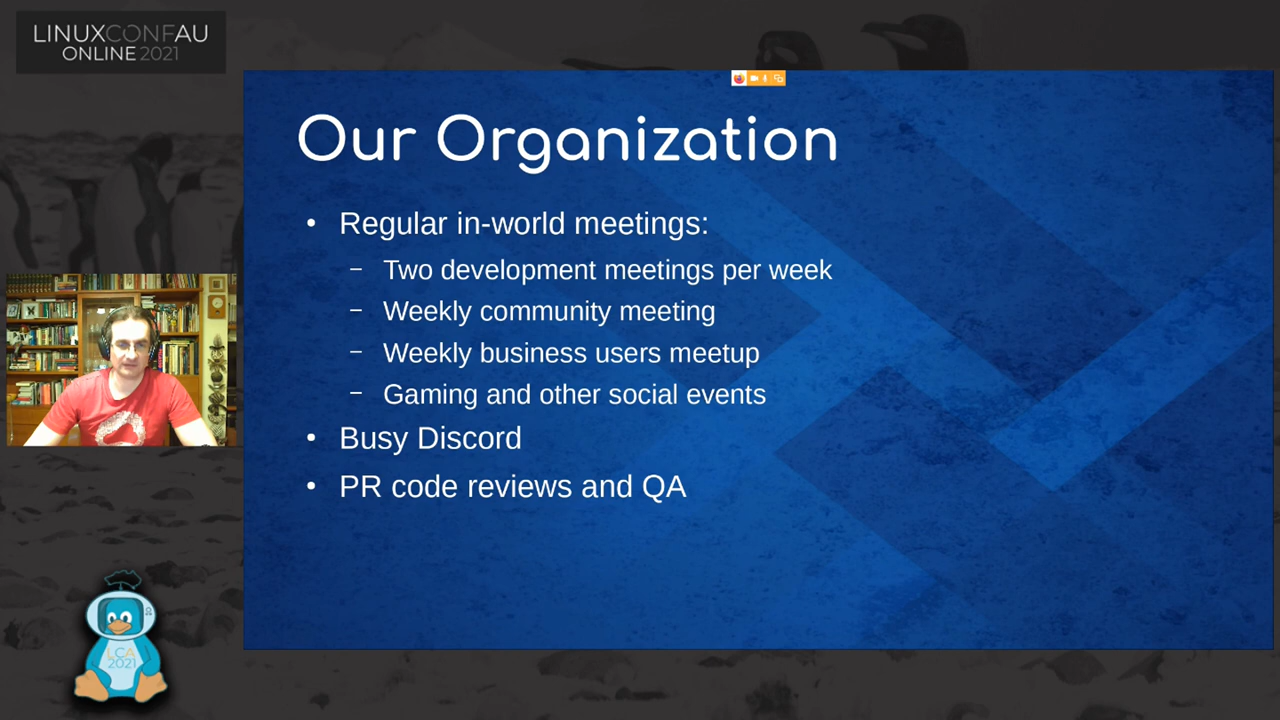 LINUXCONFAU
ONLINE 2021
Our Organization
• Regular in-world meetings:
– Two development meetings per week
– Weekly community meeting
– Weekly business users meetup
– Gaming and other social events
• Busy Discord
• PR code reviews and QA
LCA
2021